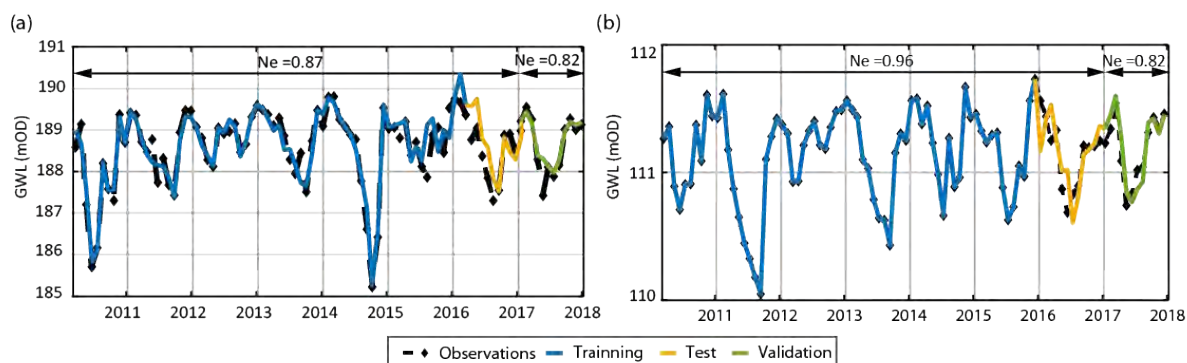 (a)
GWL (mOD)
191
190
189
188
187
186
185
Ne =0.87
Ne =0.82
2011 2012 2013 2014 2015 2016 2017 2018
(b)
GWL (mOD)
112
111
110
Ne =0.96
Ne =0.82
2011 2012 2013 2014 2015 2016 2017 2018
Observations Trainning Test Validation